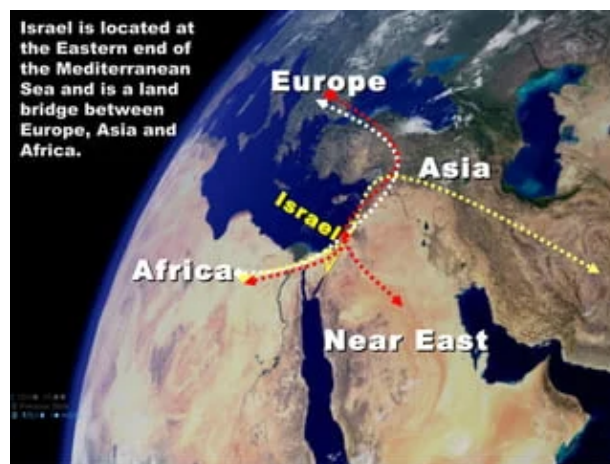 Israel is located at
the Eastern end of
the Mediterranean
Sea and is a land
bridge between
Europe, Asia and
Africa.
Europe
Asia
Israel
Africa
Near East